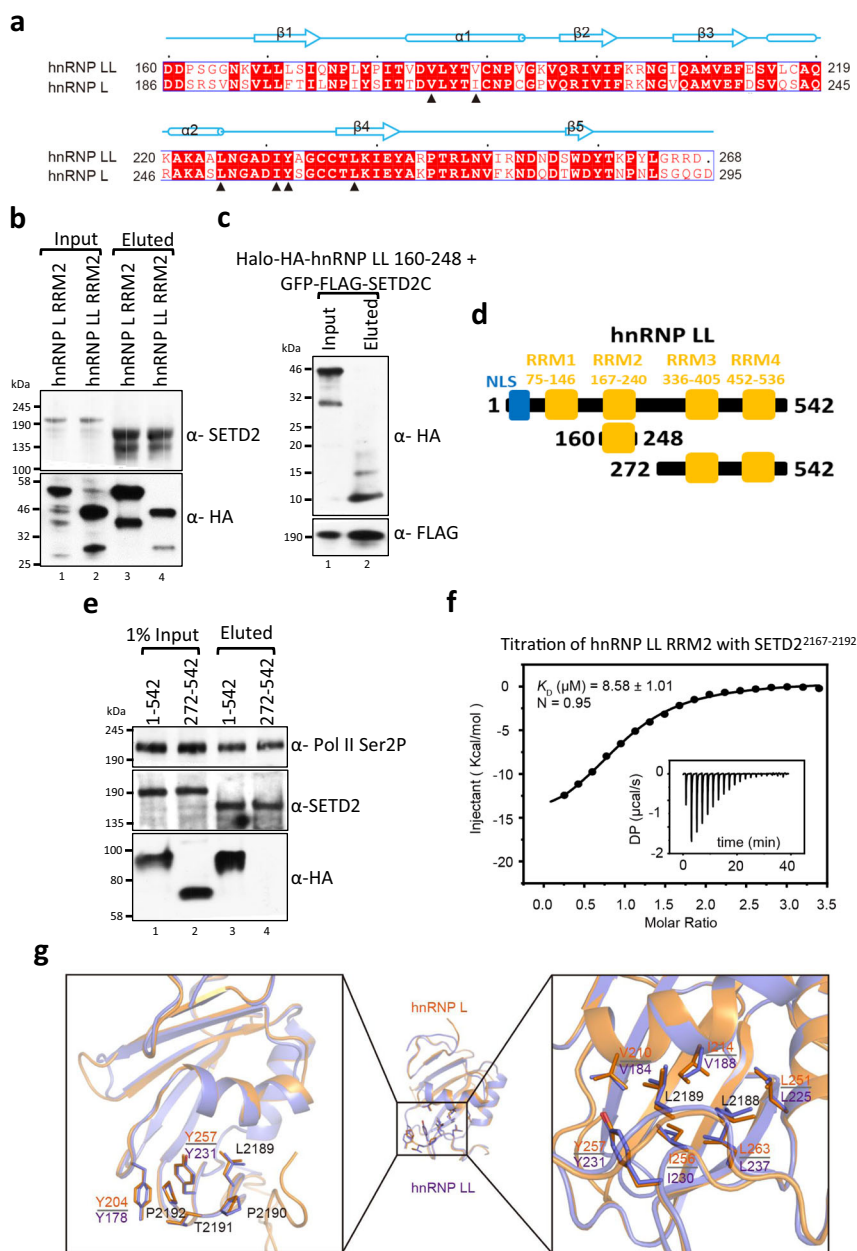 a
β1 α1 β2 β3
hnRNP LL 160 DDPSGGNKVLLLSIQNPLYPITVDVLYTVCNPVGKVQRIVIFKRNGIQAMVEFESVLCAQ 219
hnRNP L 186 DDSRSVNSVLLFTILNPIYSITTDVLYTICNPCGPVQRIVIFRKNGVQAMVEFDSVQSAQ 245
α2 β4 β5
hnRNP LL 220 KAKAALNGADIYAGCCTLKIEYARPTRLNVIRNDNDSWDYTKPYLGRRD. 268
hnRNP L 246 RAKASLNGADIYSGCCTLKIEYAKPTRLNVFKNDQDTWDYTNPNLSGQGD 295
b
Input Eluted
hnRNP L RRM2
hnRNP LL RRM2
hnRNP L RRM2
hnRNP LL RRM2
kDa
245
190
135
100
α- SETD2
58
46
32
25
α- HA
1 2 3 4
c
Halo-HA-hnRNP LL 160-248 +
GFP-FLAG-SETD2C
Input
Eluted
kDa
46
30
20
15
10
α- HA
190
α- FLAG
1 2
d
hnRNP LL
RRM1 RRM2 RRM3 RRM4
NLS 75-146 167-240 336-405 452-536
1 542
160 248
272 542
e
1% Input Eluted
1-542
272-542
1-542
272-542
kDa
245
190
α- Pol II Ser2P
190
135
α-SETD2
100
80
58
α-HA
1 2 3 4
f
Titration of hnRNP LL RRM2 with SETD2²¹⁶⁷⁻²¹⁹²
K_D (μM) = 8.58 ± 1.01
N = 0.95
Injectant ( Kcal/mol)
0
-5
-10
-15
-20
DP (μcal/s)
0
-1
-2
time (min)
0 20 40
0.0 0.5 1.0 1.5 2.0 2.5 3.0 3.5
Molar Ratio
g
hnRNP L
hnRNP LL
Y257
Y231
L2189
Y204
Y178
P2192
T2191
P2190
V210
V184
I214
V188
L2189
L2188
L251
L225
Y257
Y231
I256
I230
L263
L237